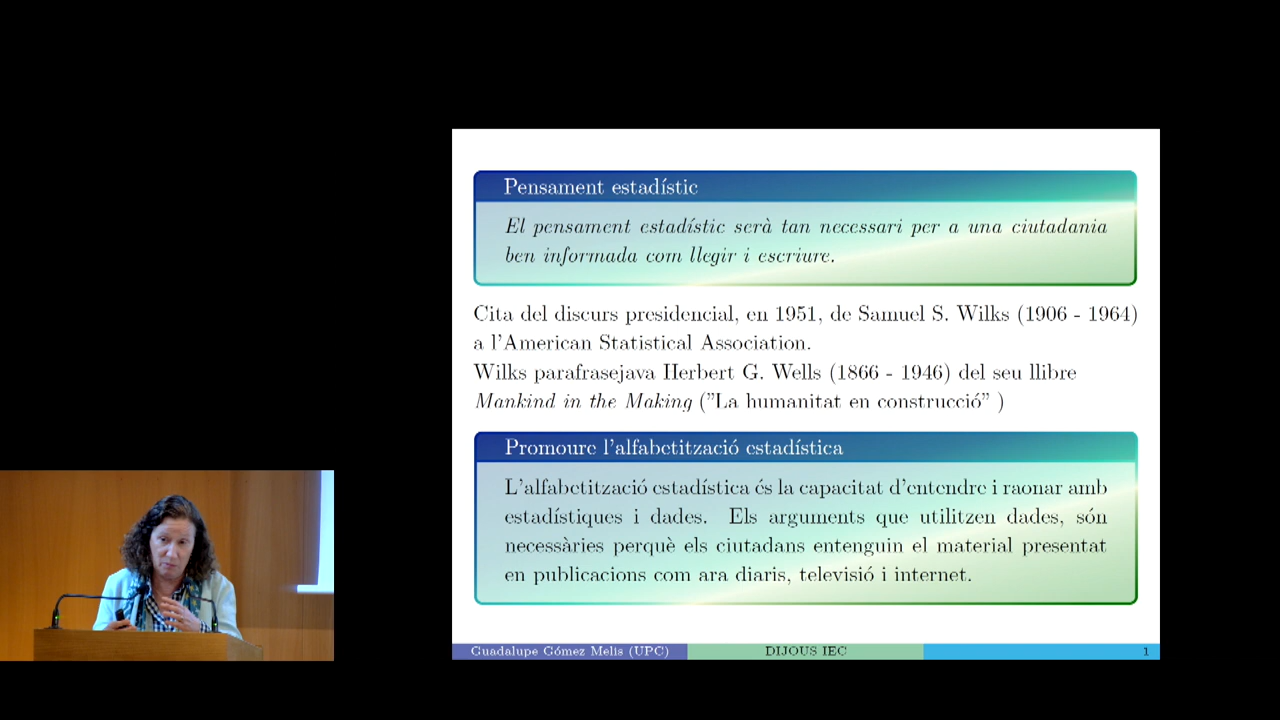 Pensament estadístic
El pensament estadístic serà tan necessari per a una ciutadania
ben informada com llegir i escriure.
Cita del discurs presidencial, en 1951, de Samuel S. Wilks (1906 - 1964)
a l'American Statistical Association.
Wilks parafrasejava Herbert G. Wells (1866 - 1946) del seu llibre
Mankind in the Making ("La humanitat en construcció" )
Promoure l'alfabetització estadística
L'alfabetització estadística és la capacitat d'entendre i raonar amb
estadístiques i dades. Els arguments que utilitzen dades, són
necessàries perquè els ciutadans entenguin el material presentat
en publicacions com ara diaris, televisió i internet.
Guadalupe Gómez Melis (UPC) DIJOUS IEC 1